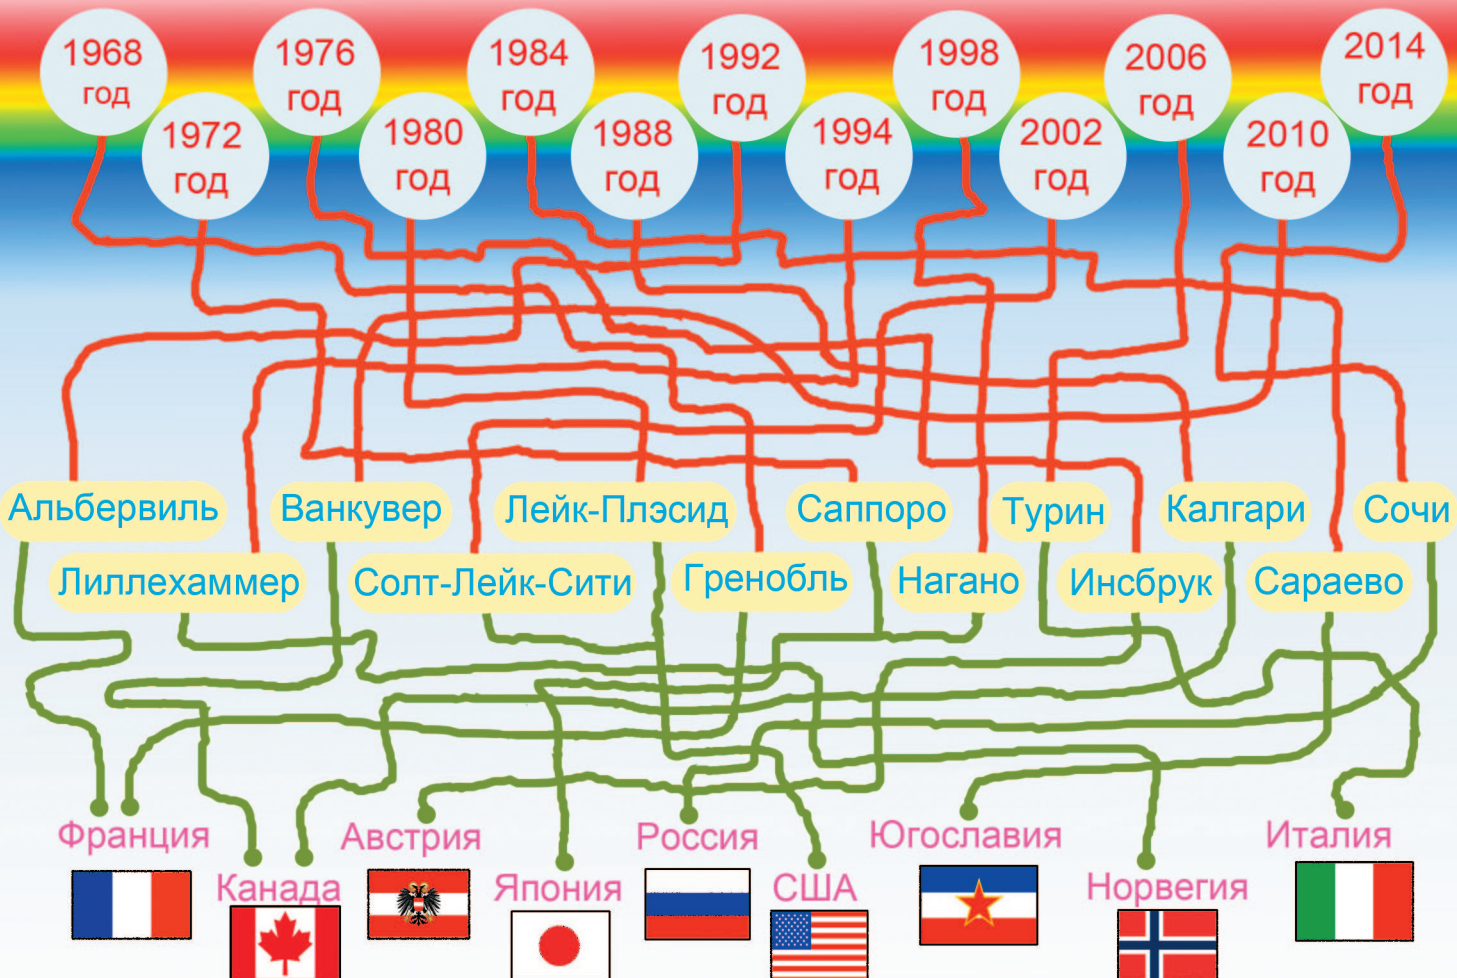 1968
год
1976
год
1984
год
1992
год
1998
год
2006
год
2014
год
1972
год
1980
год
1988
год
1994
год
2002
год
2010
год
Альбервиль
Ванкувер
Лейк-Плэсид
Саппоро
Турин
Калгари
Сочи
Лиллехаммер
Солт-Лейк-Сити
Гренобль
Нагано
Инсбрук
Сараево
Франция
Австрия
Россия
Югославия
Италия
Канада
Япония
США
Норвегия